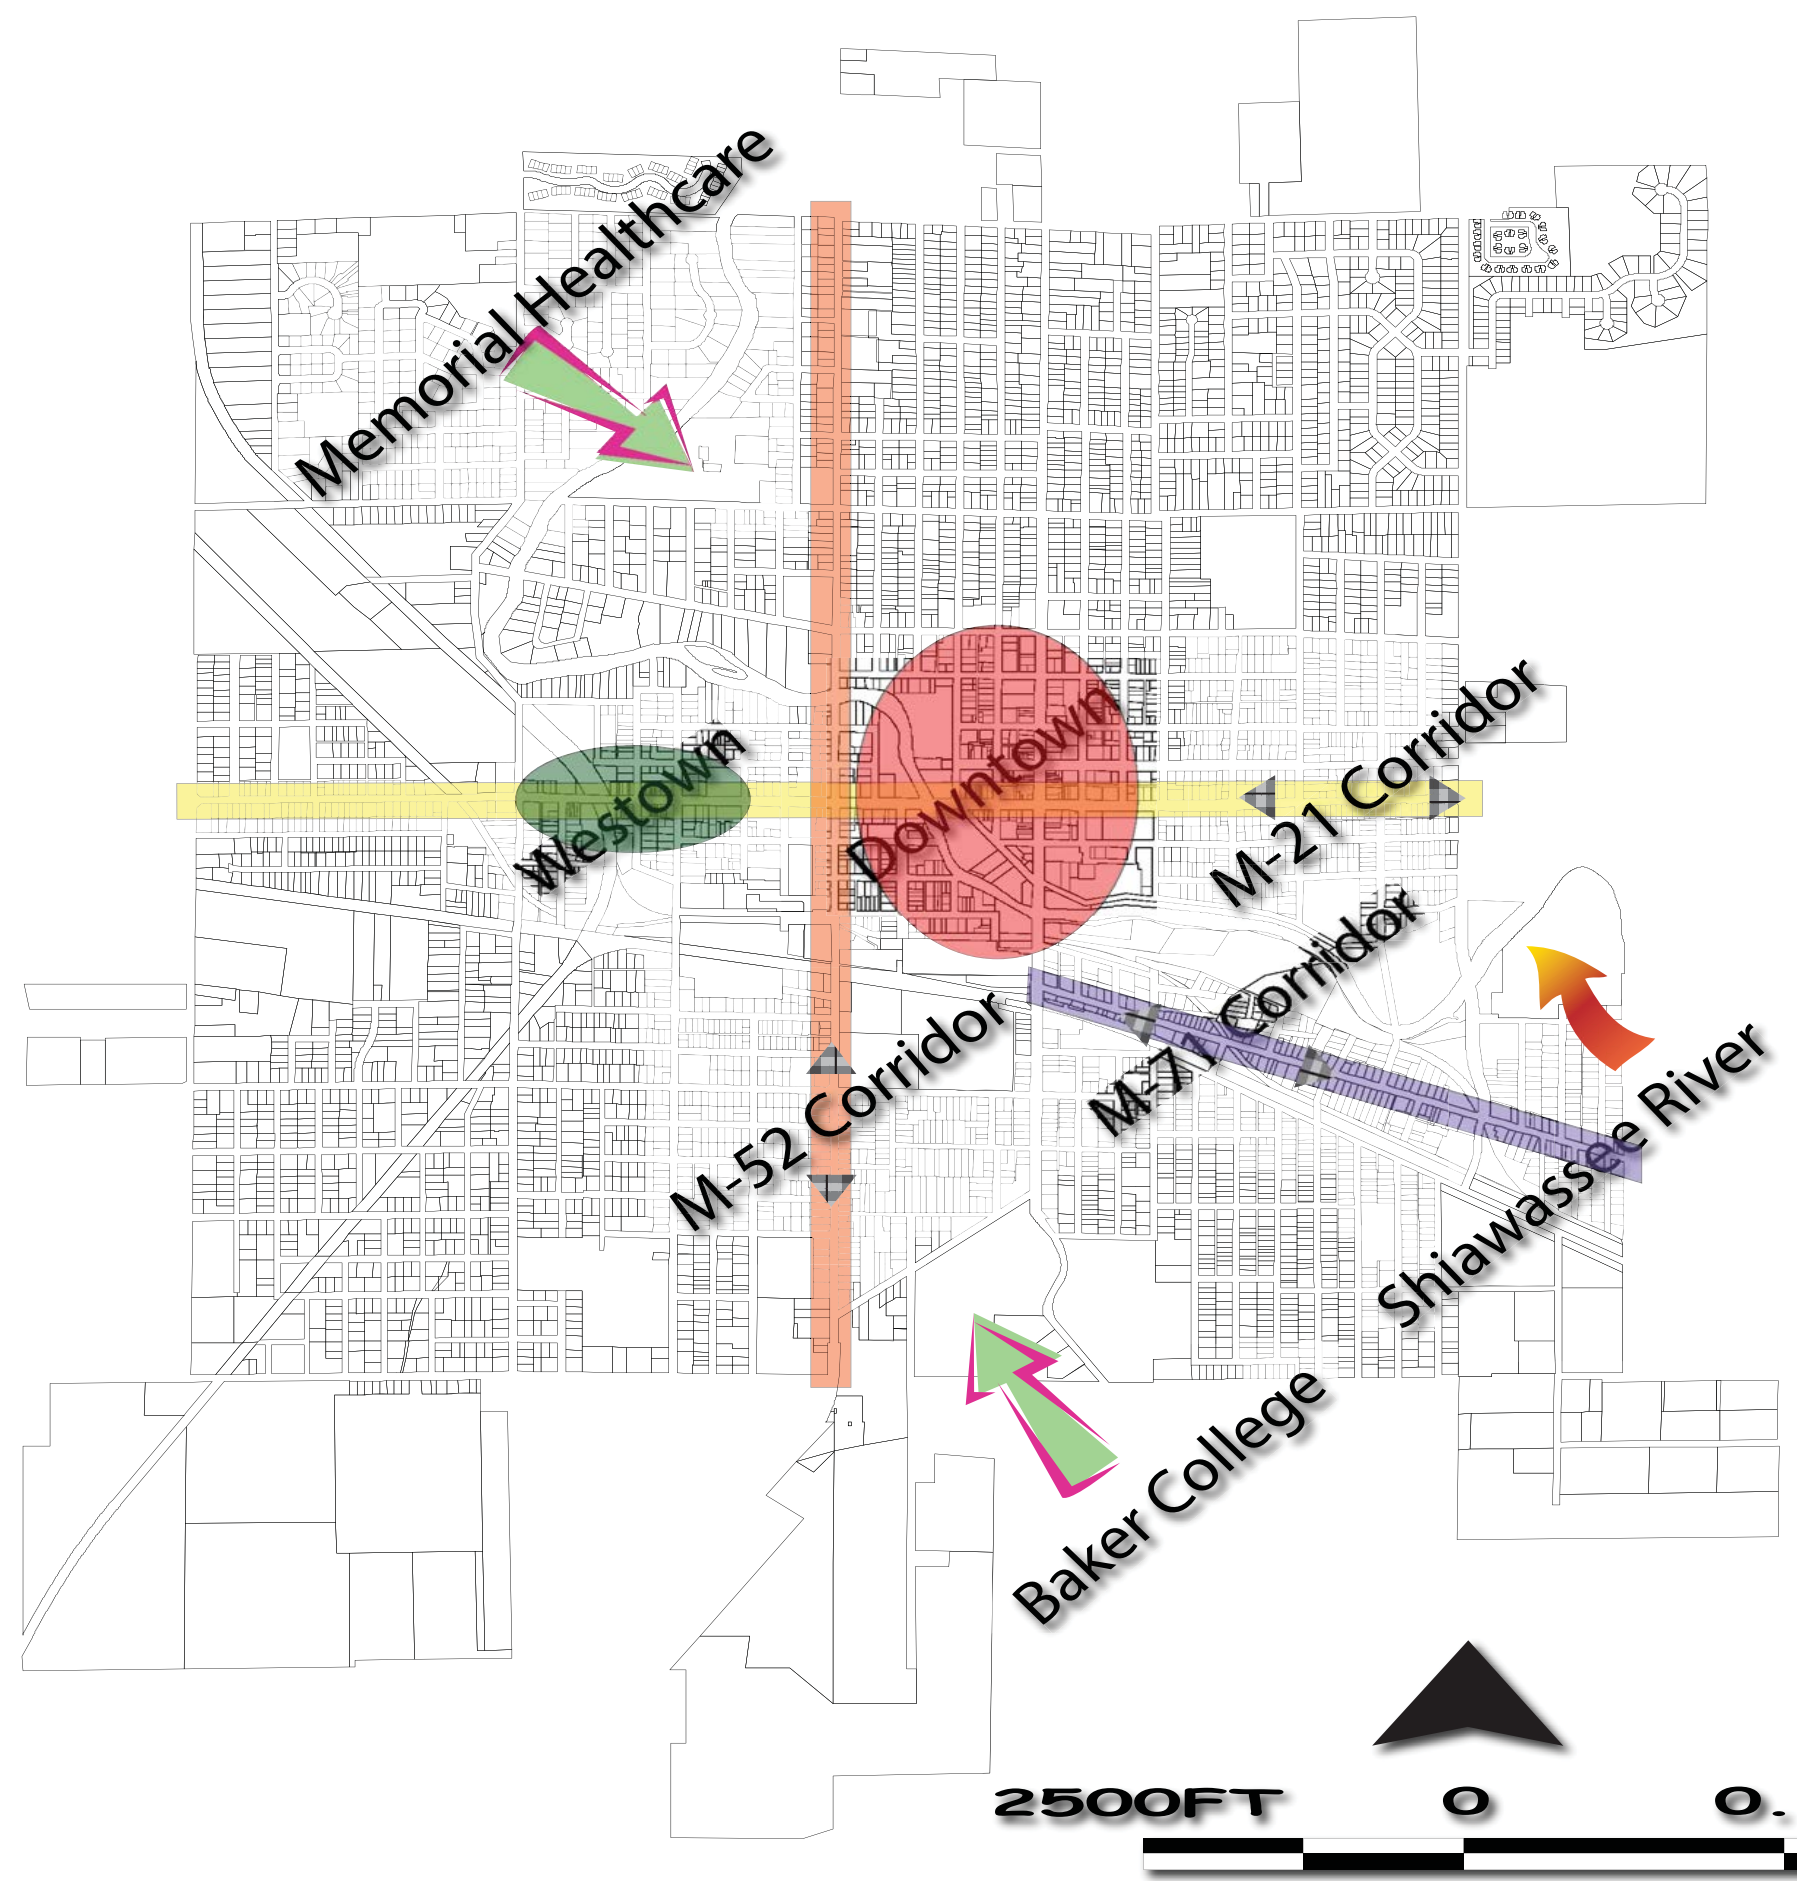 Memorial Healthcare
Westown
Downtown
M-21 Corridor
M-71 Corridor
M-52 Corridor
Shiawassee River
Baker College
2500FT 0 0.